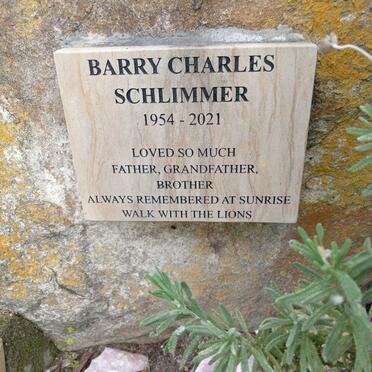 BARRY CHARLES
SCHLIMMER
1954 - 2021
LOVED SO MUCH
FATHER, GRANDFATHER,
BROTHER
ALWAYS REMEMBERED AT SUNRISE
WALK WITH THE LIONS